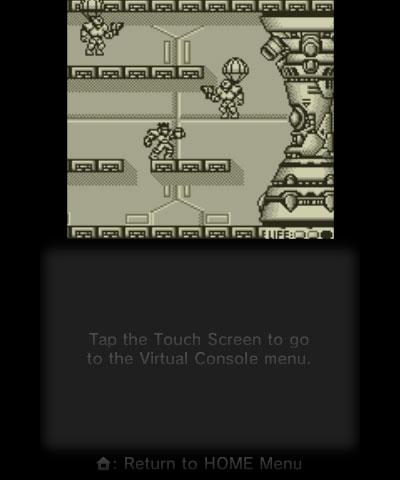 LIFE:
Tap the Touch Screen to go
to the Virtual Console menu.
: Return to HOME Menu